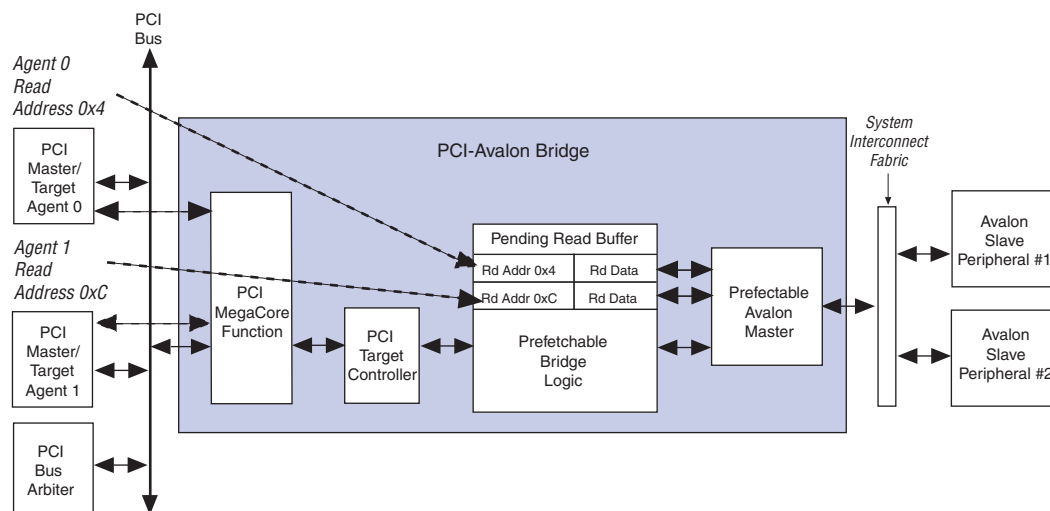 PCI
Bus
Agent 0
Read
Address 0x4
PCI
Master/
Target
Agent 0
Agent 1
Read
Address 0xC
PCI
Master/
Target
Agent 1
PCI
Bus
Arbiter
PCI-Avalon Bridge
PCI
MegaCore
Function
PCI
Target
Controller
Pending Read Buffer
Rd Addr 0x4 Rd Data
Rd Addr 0xC Rd Data
Prefetchable
Bridge
Logic
Prefectable
Avalon
Master
System
Interconnect
Fabric
Avalon
Slave
Peripheral #1
Avalon
Slave
Peripheral #2